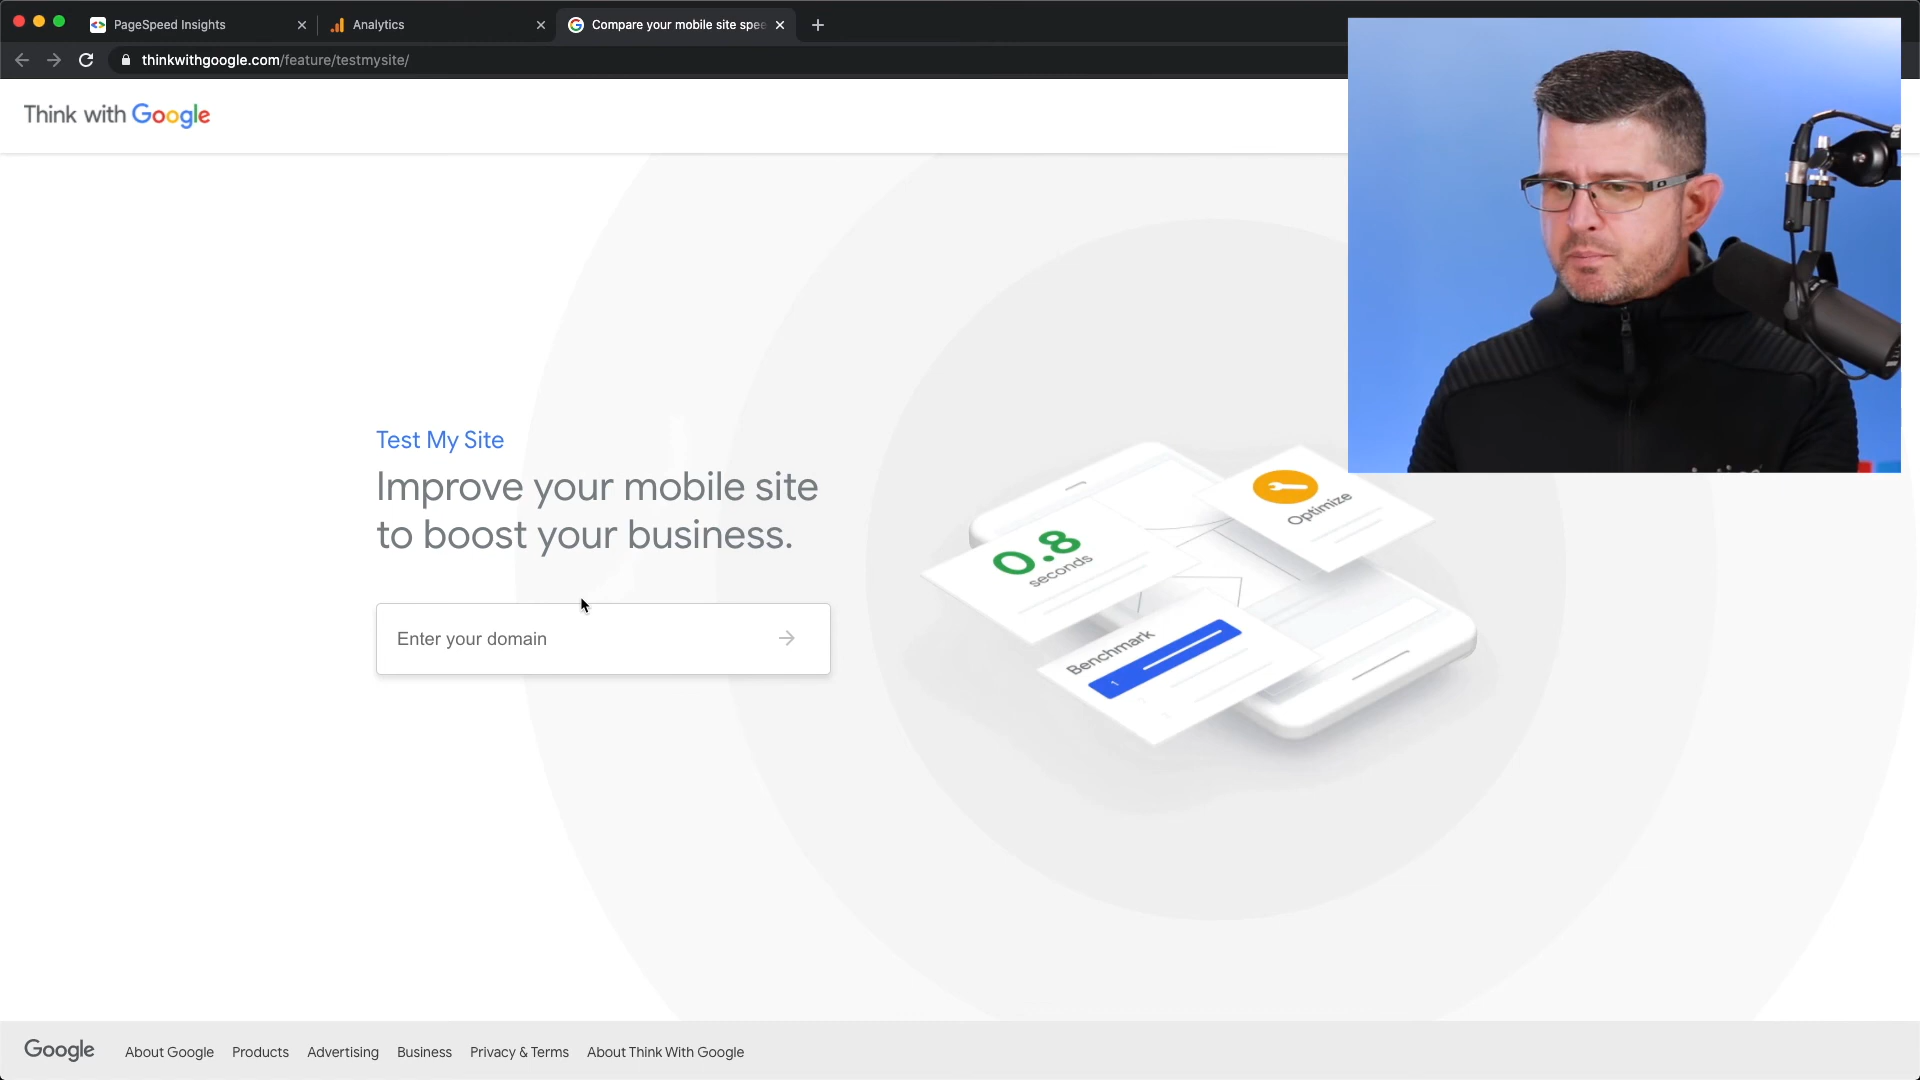 PageSpeed Insights
Analytics
Compare your mobile site spee
thinkwithgoogle.com/feature/testmysite/
Think with Google
Test My Site
Improve your mobile site
to boost your business.
Enter your domain
0.8
seconds
Optimize
Benchmark
1
Google
About Google
Products
Advertising
Business
Privacy & Terms
About Think With Google